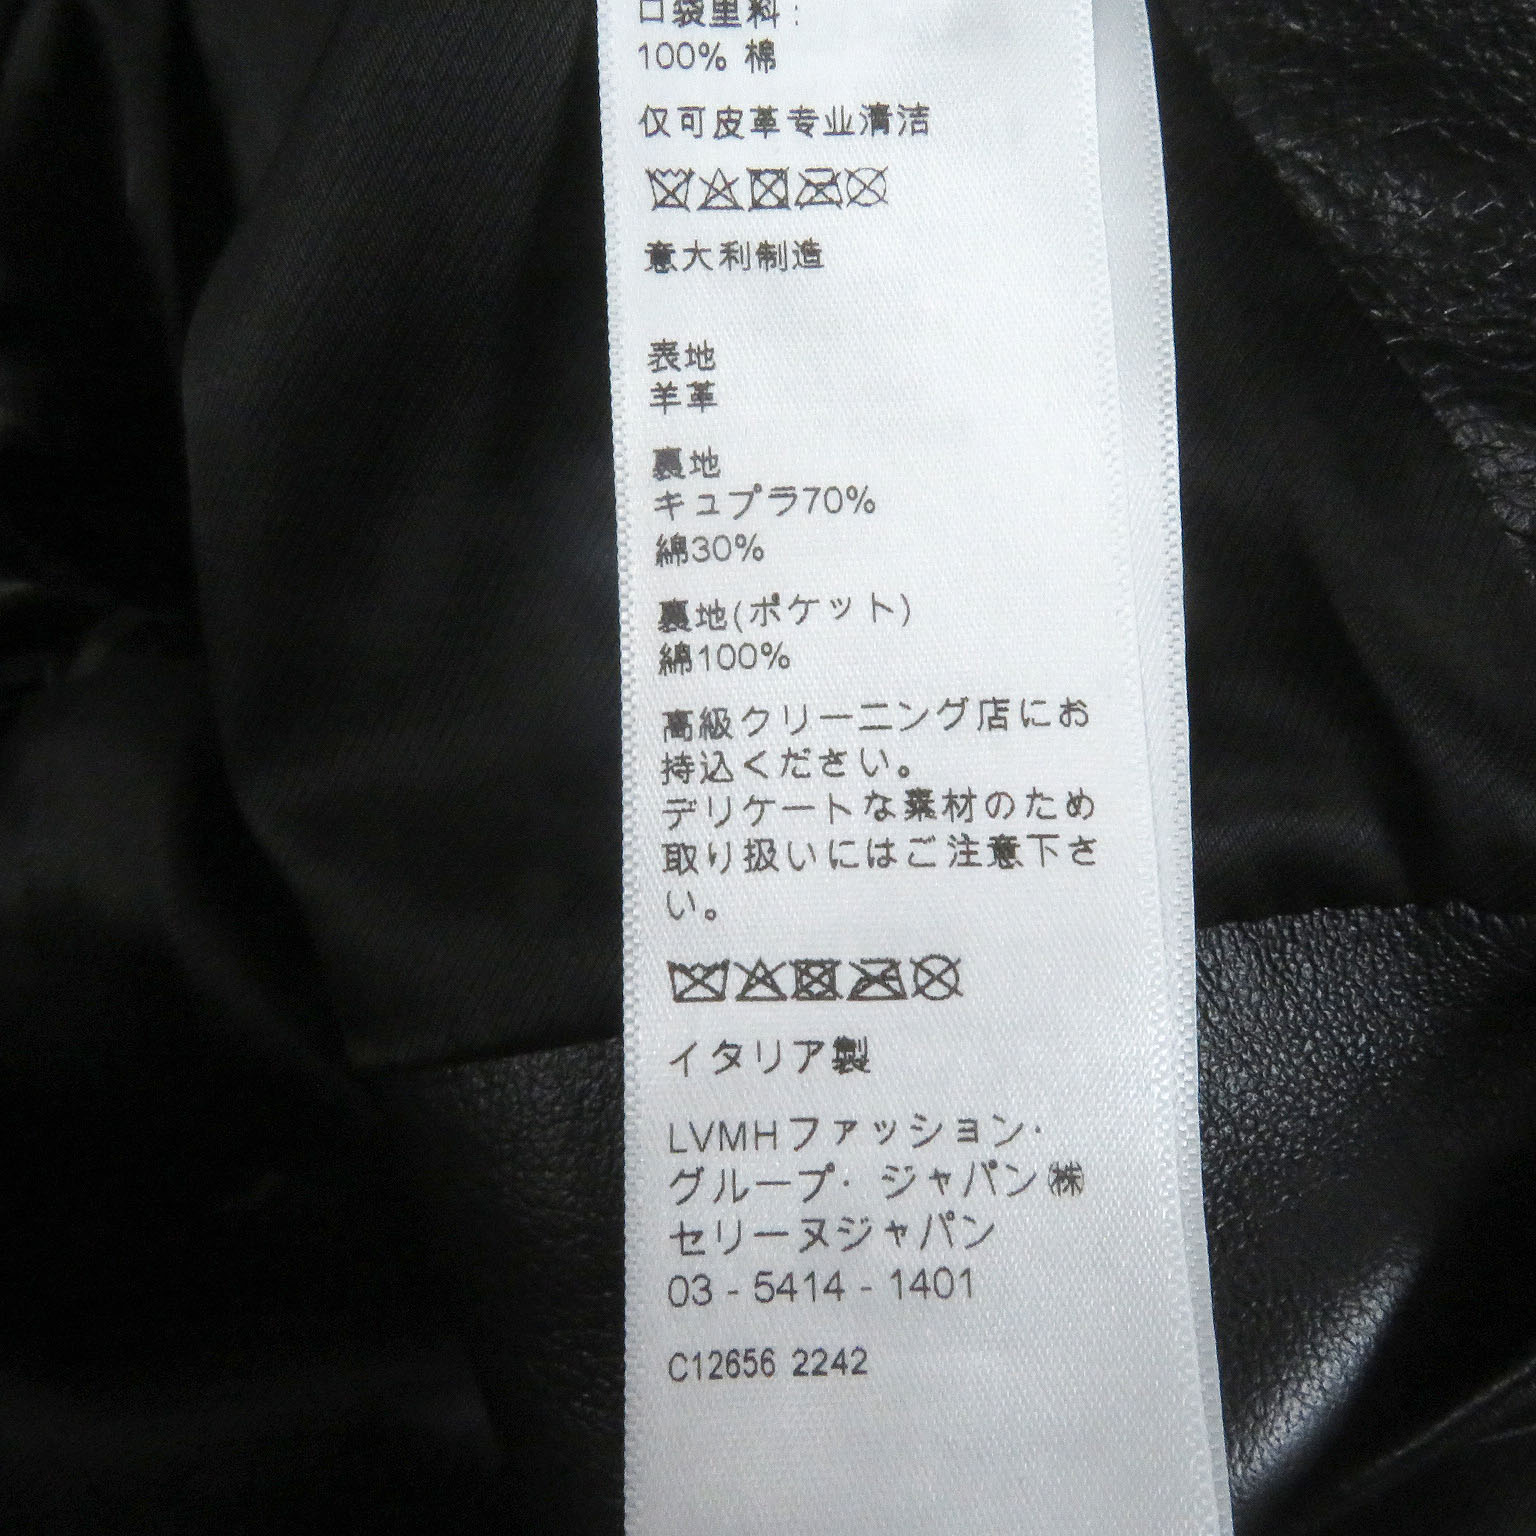 口袋里料:
100% 棉
仅可皮革专业清洁
意大利制造
表地
羊革
裏地
キュプラ70%
綿30%
裏地(ポケット)
綿100%
高級クリーニング店にお
持込ください。
デリケートな素材のため
取り扱いにはご注意下さ
い。
イタリア製
LVMHファッション·
グループ· ジャパン㈱
セリーヌジャパン
03 - 5414 - 1401
C12656 2242